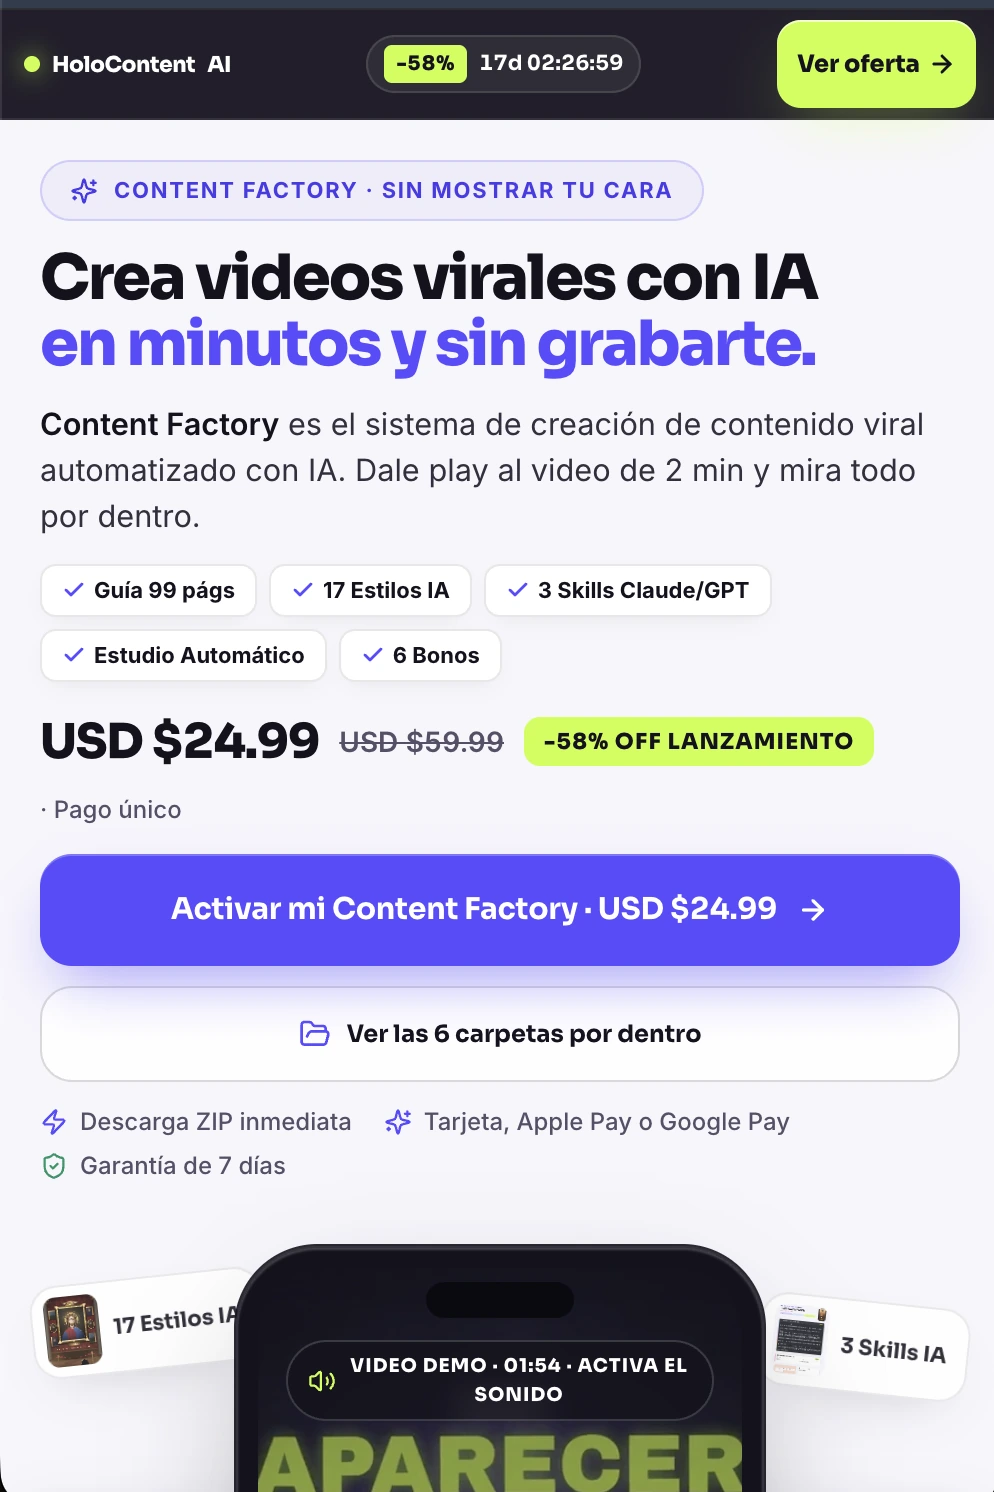 HoloContent AI
-58% 17d 02:26:59
Ver oferta →
CONTENT FACTORY · SIN MOSTRAR TU CARA
Crea videos virales con IA
en minutos y sin grabarte.
Content Factory es el sistema de creación de contenido viral
automatizado con IA. Dale play al video de 2 min y mira todo
por dentro.
Guía 99 págs
17 Estilos IA
3 Skills Claude/GPT
Estudio Automático
6 Bonos
USD $24.99 USD $59.99 -58% OFF LANZAMIENTO
· Pago único
Activar mi Content Factory · USD $24.99 →
Ver las 6 carpetas por dentro
Descarga ZIP inmediata
Tarjeta, Apple Pay o Google Pay
Garantía de 7 días
17 Estilos IA
3 Skills IA
VIDEO DEMO · 01:54 · ACTIVA EL
SONIDO
APARECER